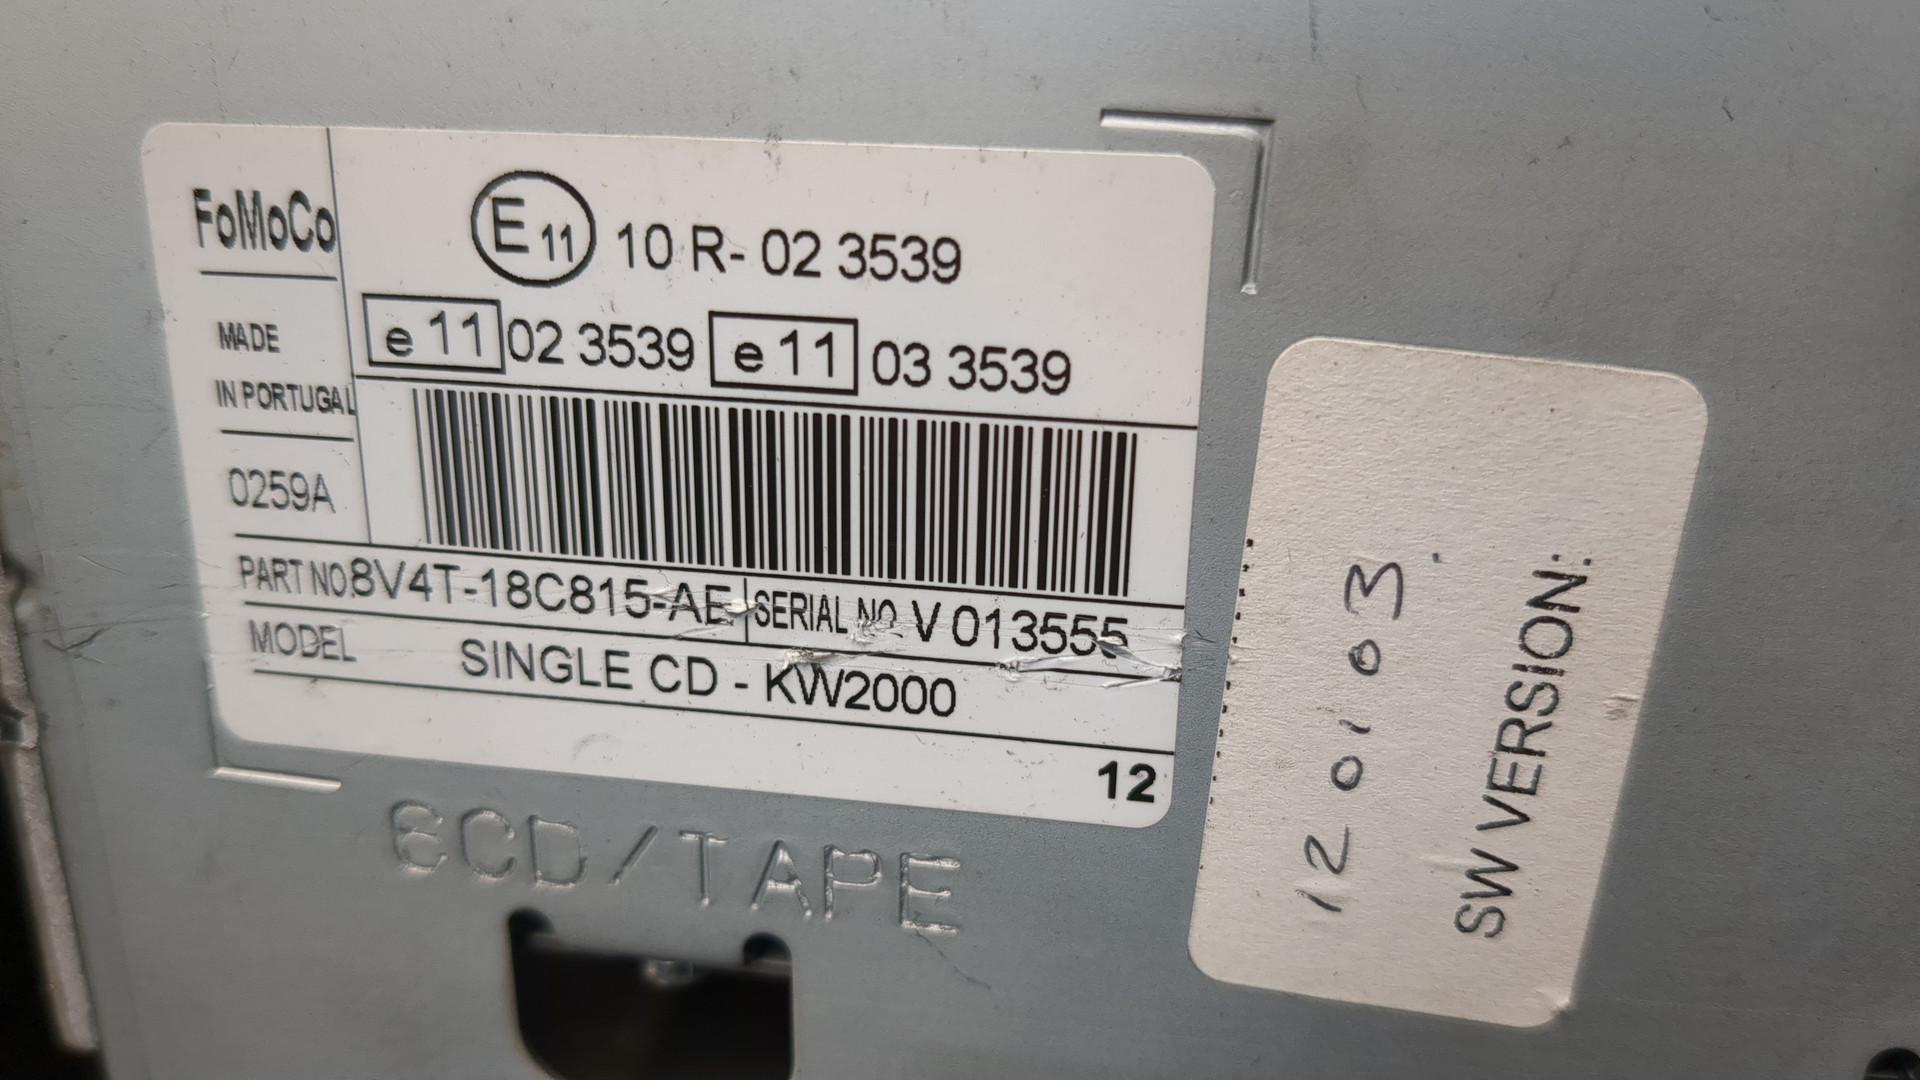 FoMoCo
MADE
IN PORTUGAL
0259A
E 11 10 R- 02 3539
e 11 02 3539 e 11 03 3539
PART NO. 8V4T-18C815-AE SERIAL NO. V 013555
MODEL SINGLE CD - KW2000
12
6CD/TAPE
12 01 03
SW VERSION: